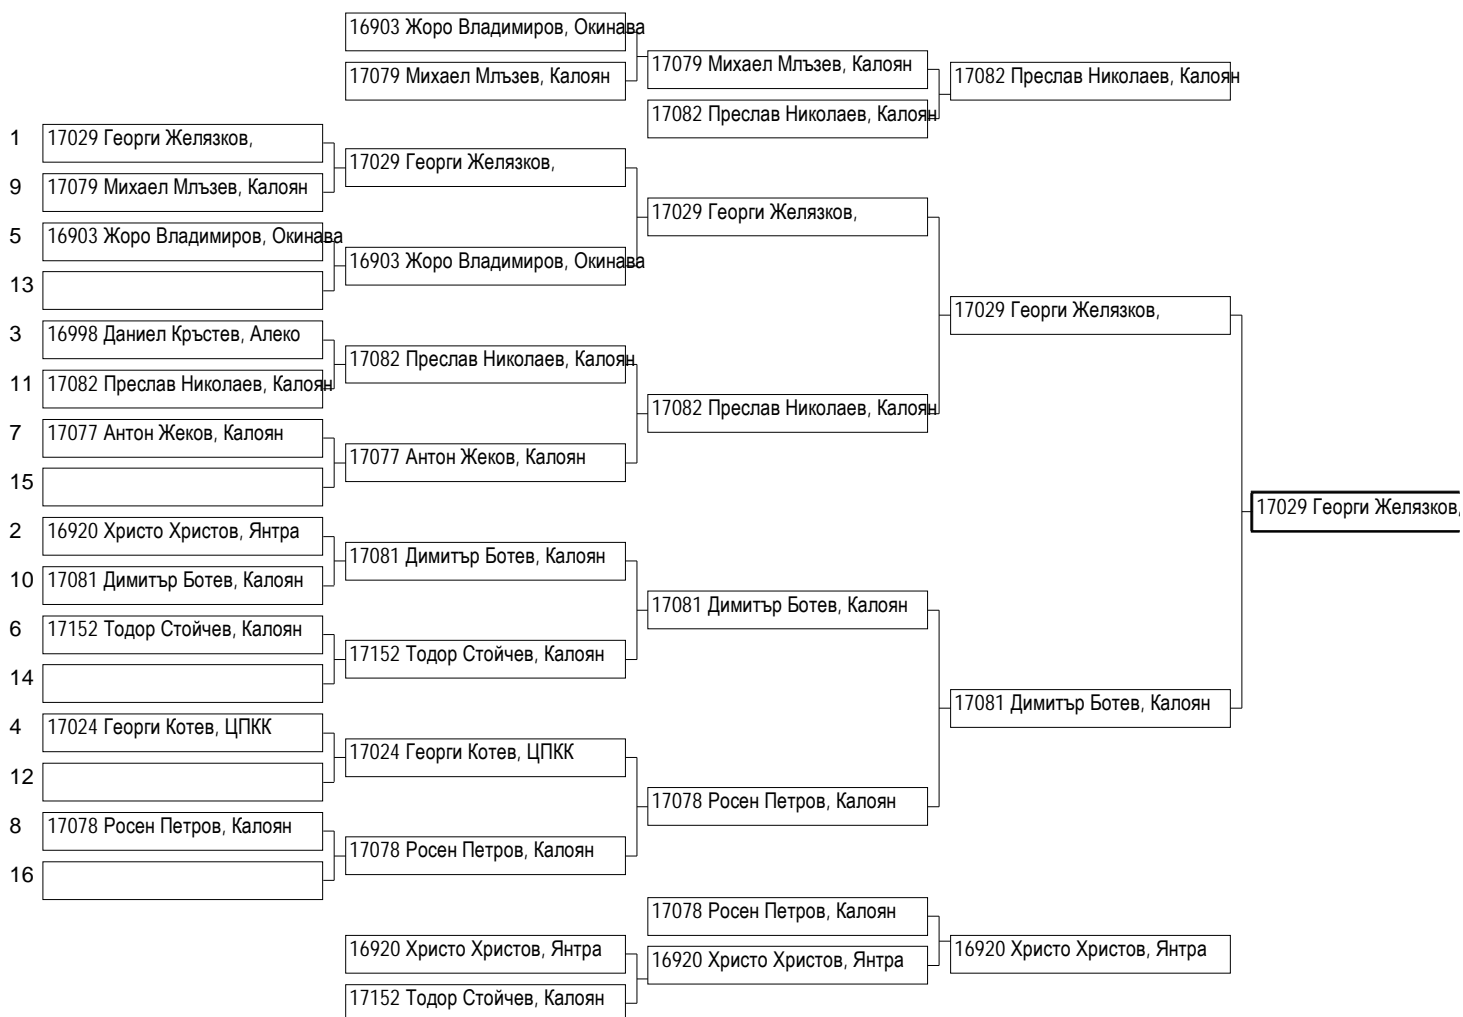 16903 Жоро Владимиров, Окинава
17079 Михаел Млъзев, Калоян
17079 Михаел Млъзев, Калоян
17082 Преслав Николаев, Калоян
17082 Преслав Николаев, Калоян
1 17029 Георги Желязков,
9 17079 Михаел Млъзев, Калоян
5 16903 Жоро Владимиров, Окинава
13
3 16998 Даниел Кръстев, Алеко
11 17082 Преслав Николаев, Калоян
7 17077 Антон Жеков, Калоян
15
2 16920 Христо Христов, Янтра
10 17081 Димитър Ботев, Калоян
6 17152 Тодор Стойчев, Калоян
14
4 17024 Георги Котев, ЦПКК
12
8 17078 Росен Петров, Калоян
16
17029 Георги Желязков,
16903 Жоро Владимиров, Окинава
17082 Преслав Николаев, Калоян
17077 Антон Жеков, Калоян
17081 Димитър Ботев, Калоян
17152 Тодор Стойчев, Калоян
17024 Георги Котев, ЦПКК
17078 Росен Петров, Калоян
17029 Георги Желязков,
17082 Преслав Николаев, Калоян
17081 Димитър Ботев, Калоян
17078 Росен Петров, Калоян
17029 Георги Желязков,
17081 Димитър Ботев, Калоян
17029 Георги Желязков,
16920 Христо Христов, Янтра
17152 Тодор Стойчев, Калоян
17078 Росен Петров, Калоян
16920 Христо Христов, Янтра
16920 Христо Христов, Янтра